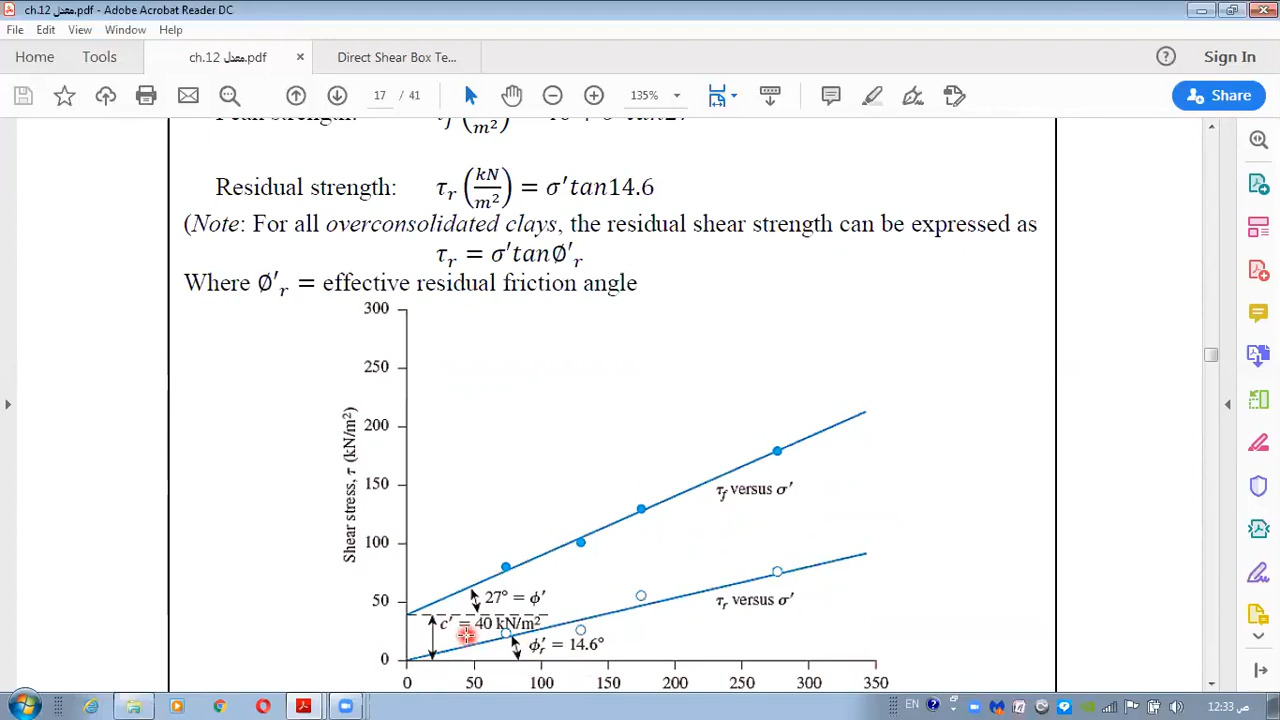 معدل ch.12.pdf - Adobe Acrobat Reader DC
File Edit View Window Help
Home Tools ch.12 معدل.pdf × Direct Shear Box Te... ? Sign In
17 / 41 135% Share
Residual strength: τr (kN/m²) = σ′tan14.6
(Note: For all overconsolidated clays, the residual shear strength can be expressed as
τr = σ′tanØ′r
Where Ø′r = effective residual friction angle
300
250
200
150
100
50
0
Shear stress, τ (kN/m²)
τf versus σ′
27° = ϕ′
τr versus σ′
c′ = 40 kN/m²
ϕ′r = 14.6°
0 50 100 150 200 250 300 350
EN ? 12:33 ص